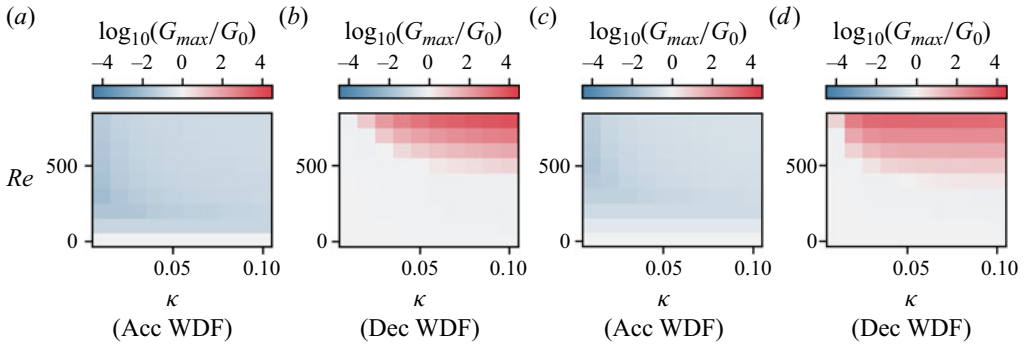 (a) (b) (c) (d)
log10(Gmax/G0) log10(Gmax/G0) log10(Gmax/G0) log10(Gmax/G0)
–4 –2 0 2 4 –4 –2 0 2 4 –4 –2 0 2 4 –4 –2 0 2 4
500 500 500 500
Re
0 0 0 0
0.05 0.10 0.05 0.10 0.05 0.10 0.05 0.10
κ κ κ κ
(Acc WDF) (Dec WDF) (Acc WDF) (Dec WDF)